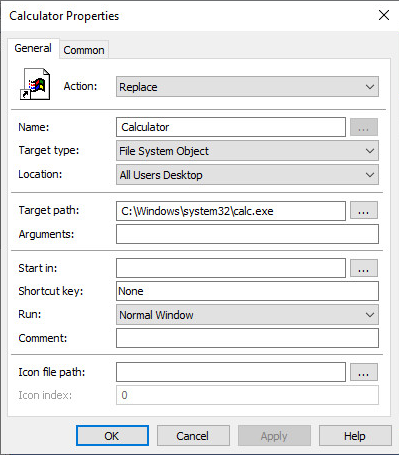 Calculator Properties
General Common
Action: Replace
Name: Calculator ...
Target type: File System Object
Location: All Users Desktop
Target path: C:\Windows\system32\calc.exe ...
Arguments:
Start in: ...
Shortcut key: None
Run: Normal Window
Comment:
Icon file path: ...
Icon index: 0
OK Cancel Apply Help